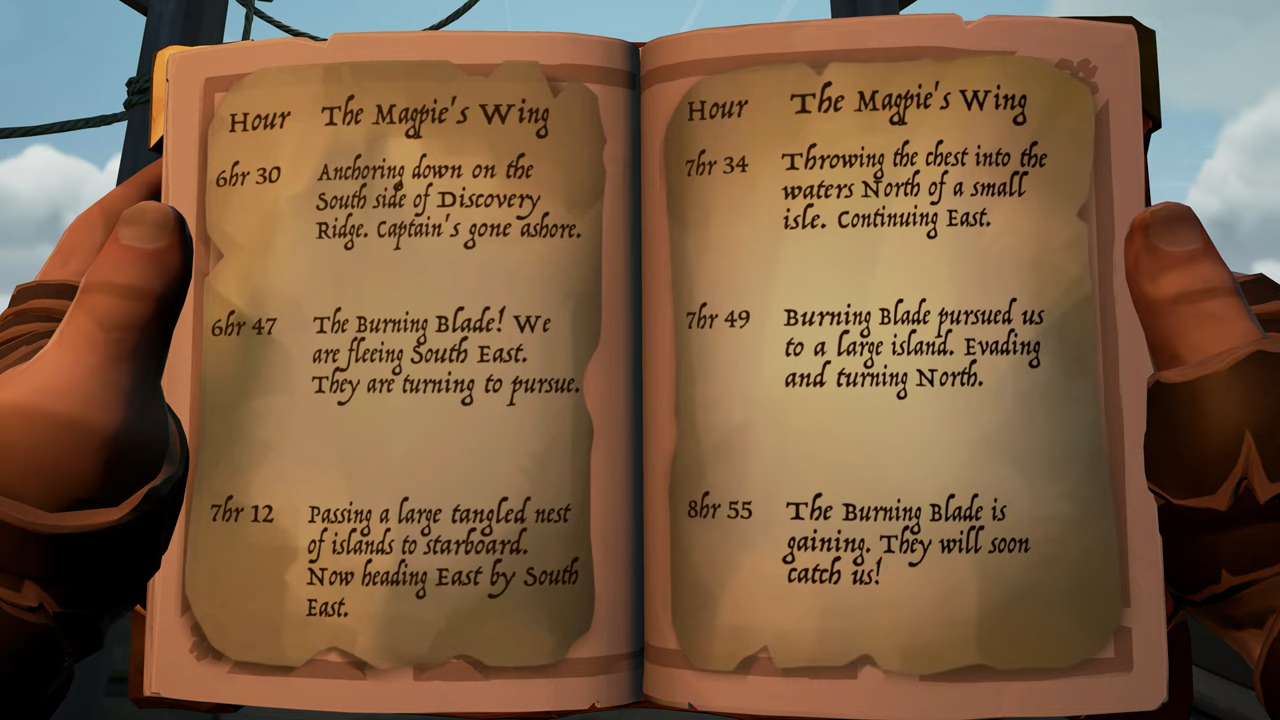 Hour The Magpie's Wing
6hr 30 Anchoring down on the
South side of Discovery
Ridge. Captain's gone ashore.
6hr 47 The Burning Blade! We
are fleeing South East.
They are turning to pursue.
7hr 12 Passing a large tangled nest
of islands to starboard.
Now heading East by South
East.
Hour The Magpie's Wing
7hr 34 Throwing the chest into the
waters North of a small
isle. Continuing East.
7hr 49 Burning Blade pursued us
to a large island. Evading
and turning North.
8hr 55 The Burning Blade is
gaining. They will soon
catch us!